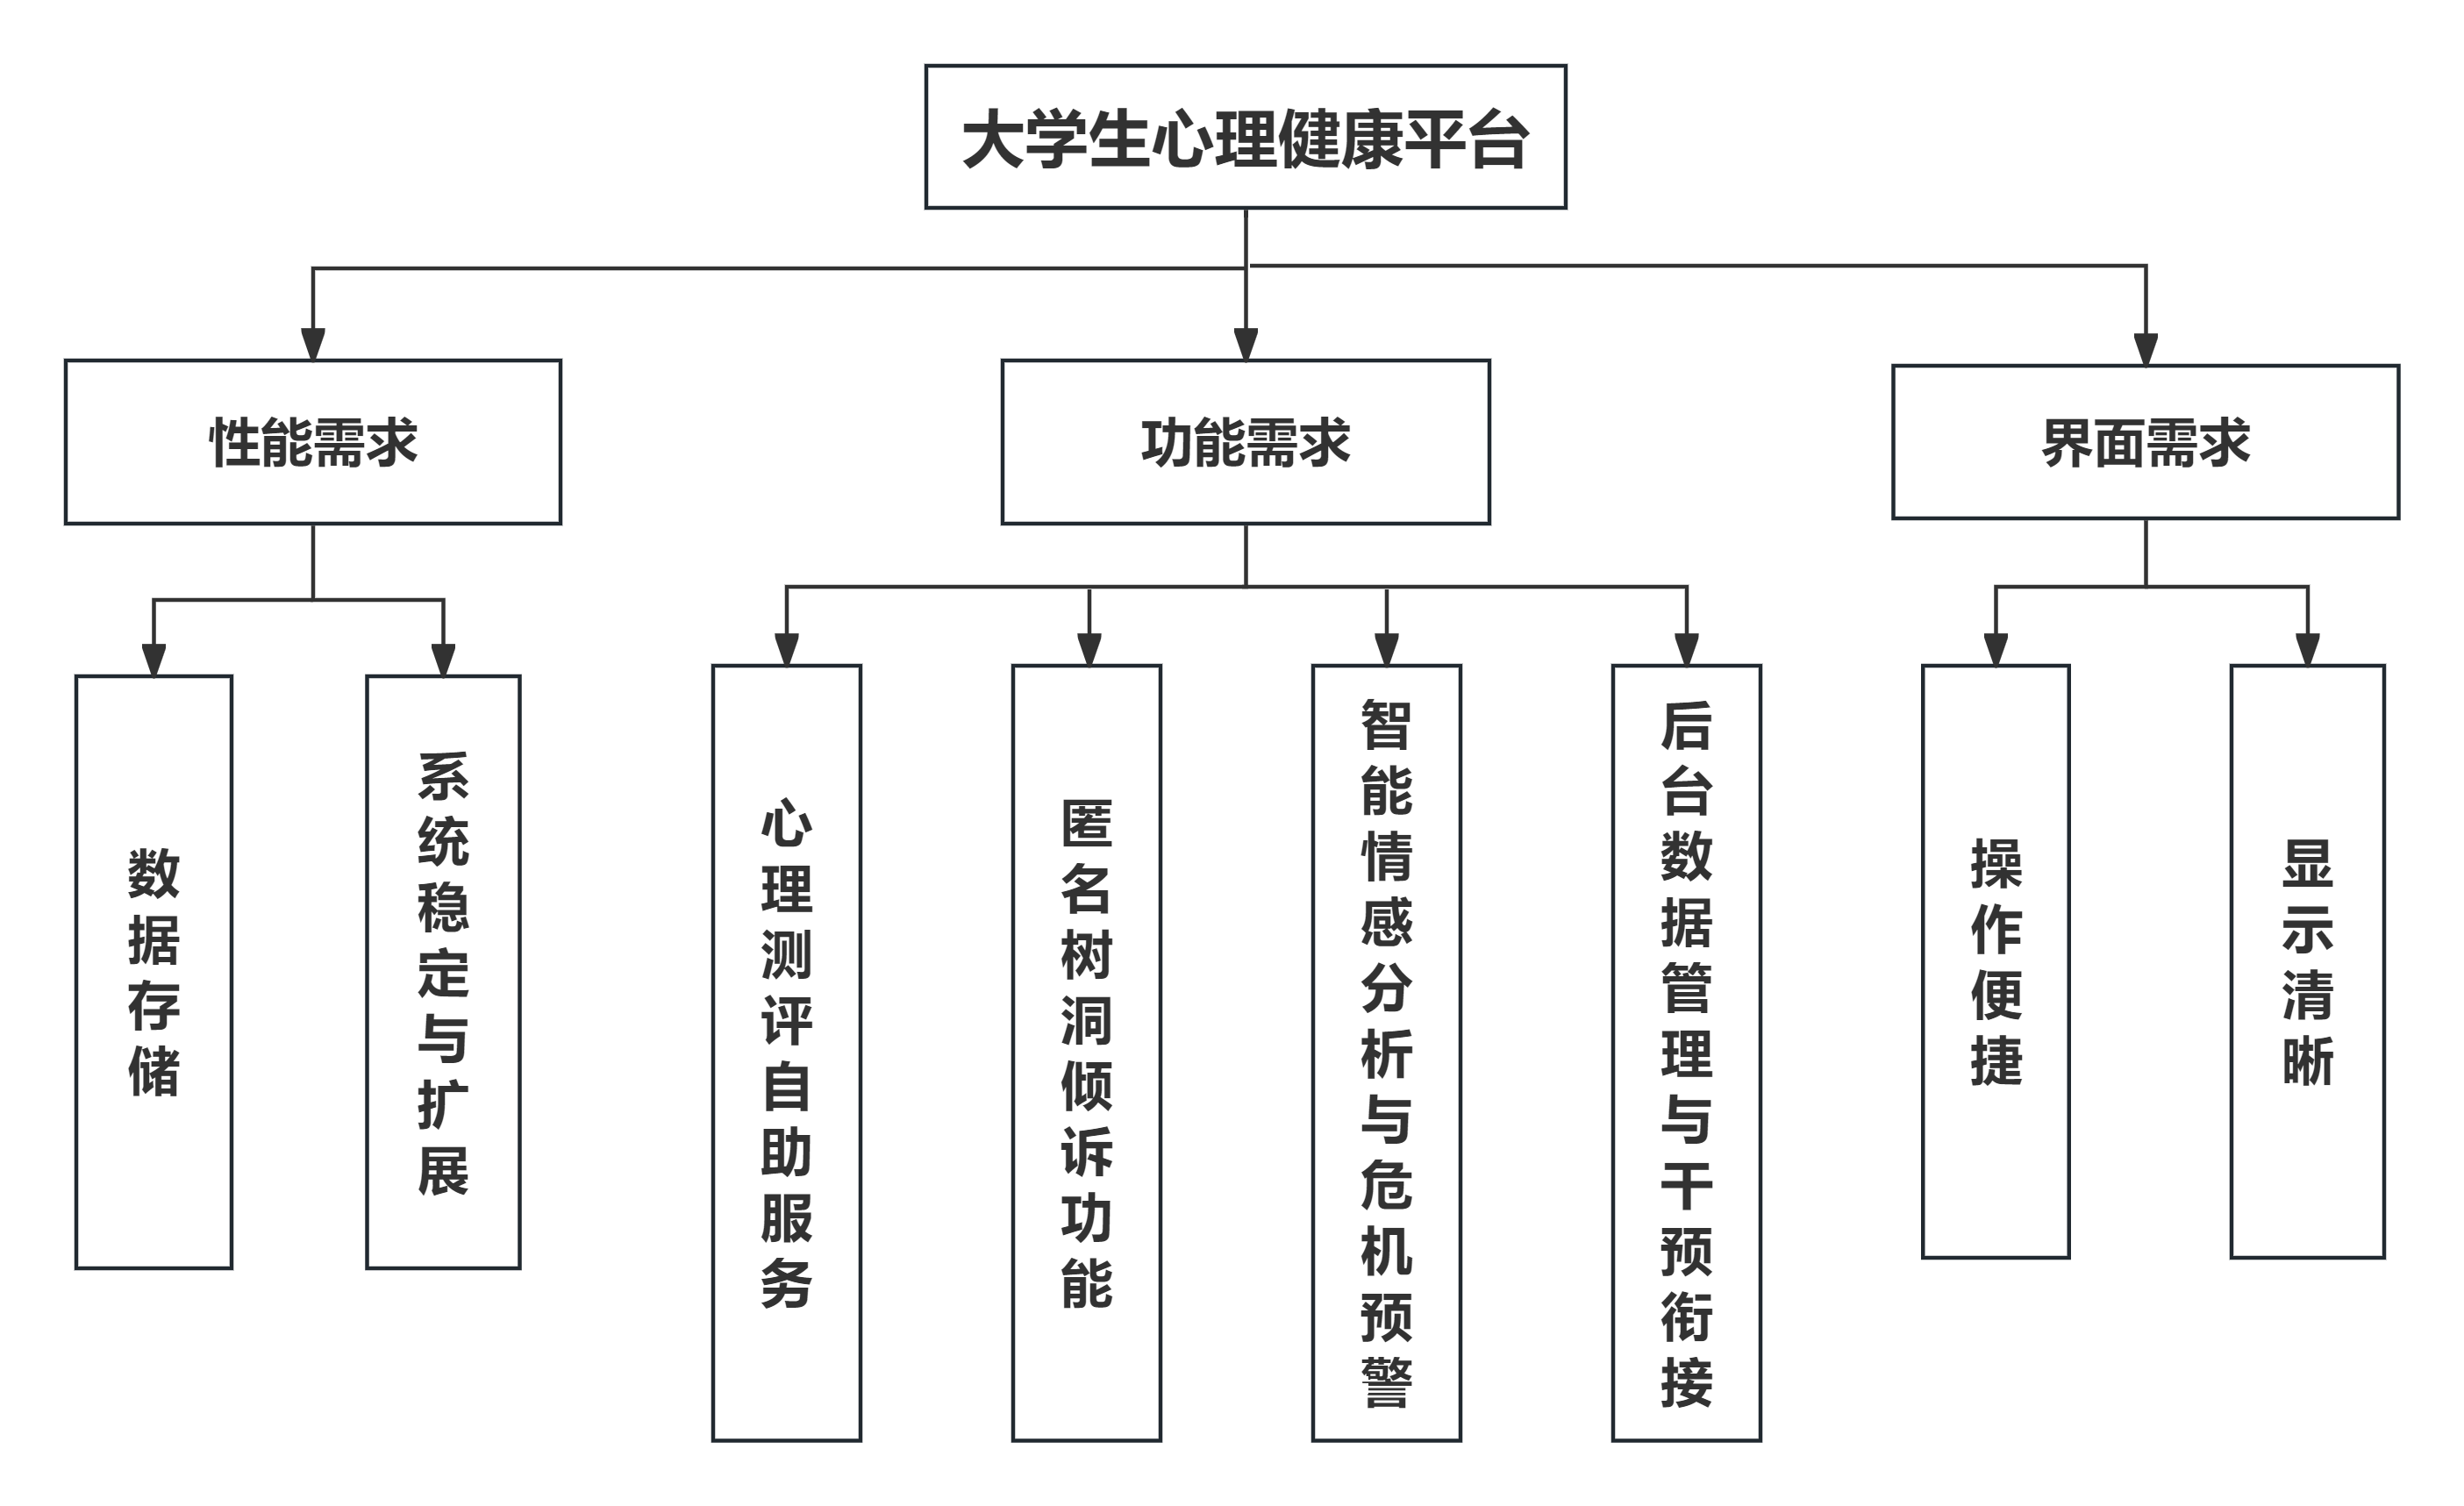 大学生心理健康平台
性能需求
功能需求
界面需求
数据存储
系统稳定与扩展
心理测评自助服务
匿名树洞倾诉功能
智能情感分析与危机预警
后台数据管理与干预衔接
操作便捷
显示清晰